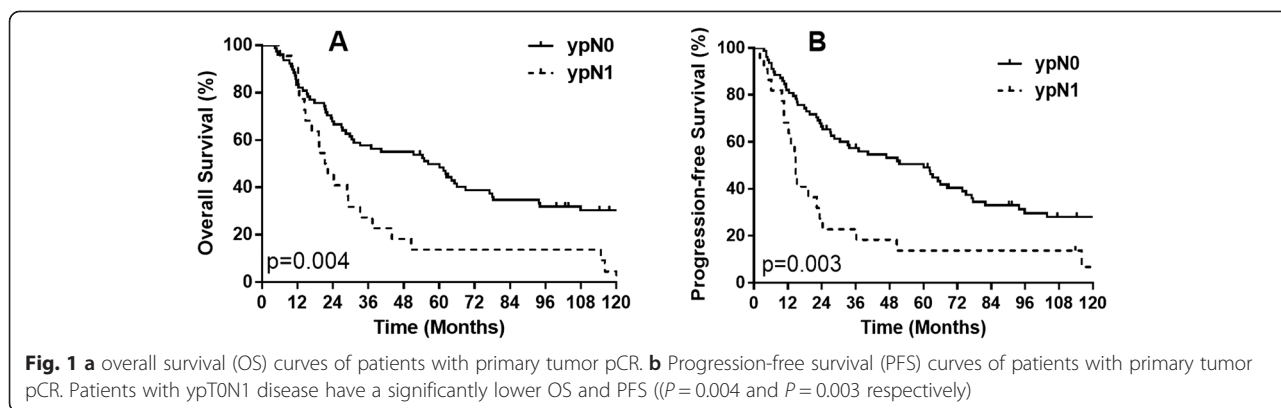 A
ypN0
ypN1
Overall Survival (%)
100
80
60
40
20
0
p=0.004
0 12 24 36 48 60 72 84 96 108 120
Time (Months)
B
ypN0
ypN1
Progression-free Survival (%)
100
80
60
40
20
0
p=0.003
0 12 24 36 48 60 72 84 96 108 120
Time (Months)
Fig. 1 a overall survival (OS) curves of patients with primary tumor pCR. b Progression-free survival (PFS) curves of patients with primary tumor
pCR. Patients with ypT0N1 disease have a significantly lower OS and PFS ((P = 0.004 and P = 0.003 respectively)